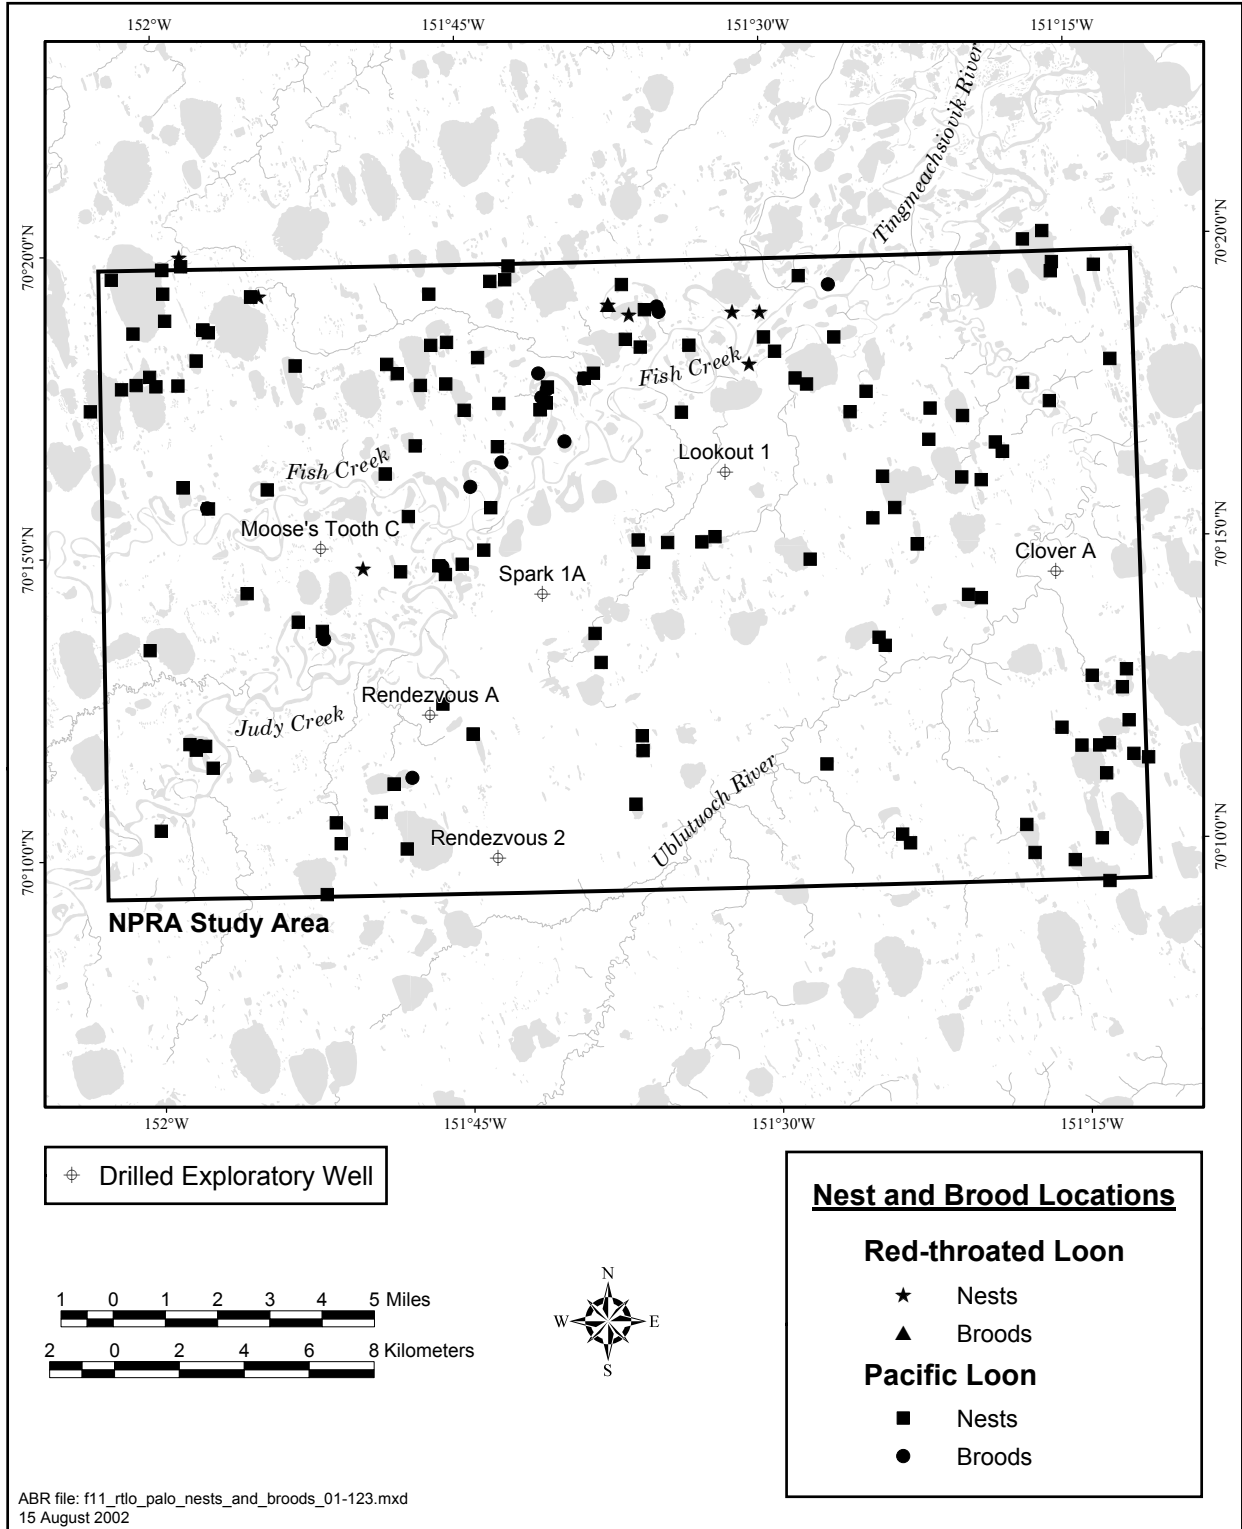 152°W 151°45'W 151°30'W 151°15'W
Tingmeachsiovik River
70°20'0"N
70°20'0"N
Fish Creek
Lookout 1
Fish Creek
Moose's Tooth C
70°15'0"N
70°15'0"N
Clover A
Spark 1A
Rendezvous A
Judy Creek
Ublutuoch River
Rendezvous 2
70°10'0"N
70°10'0"N
NPRA Study Area
152°W 151°45'W 151°30'W 151°15'W
Drilled Exploratory Well
Nest and Brood Locations
Red-throated Loon
Nests
Broods
Pacific Loon
Nests
Broods
1 0 1 2 3 4 5 Miles
2 0 2 4 6 8 Kilometers
N
W E
S
ABR file: f11_rtlo_palo_nests_and_broods_01-123.mxd
15 August 2002